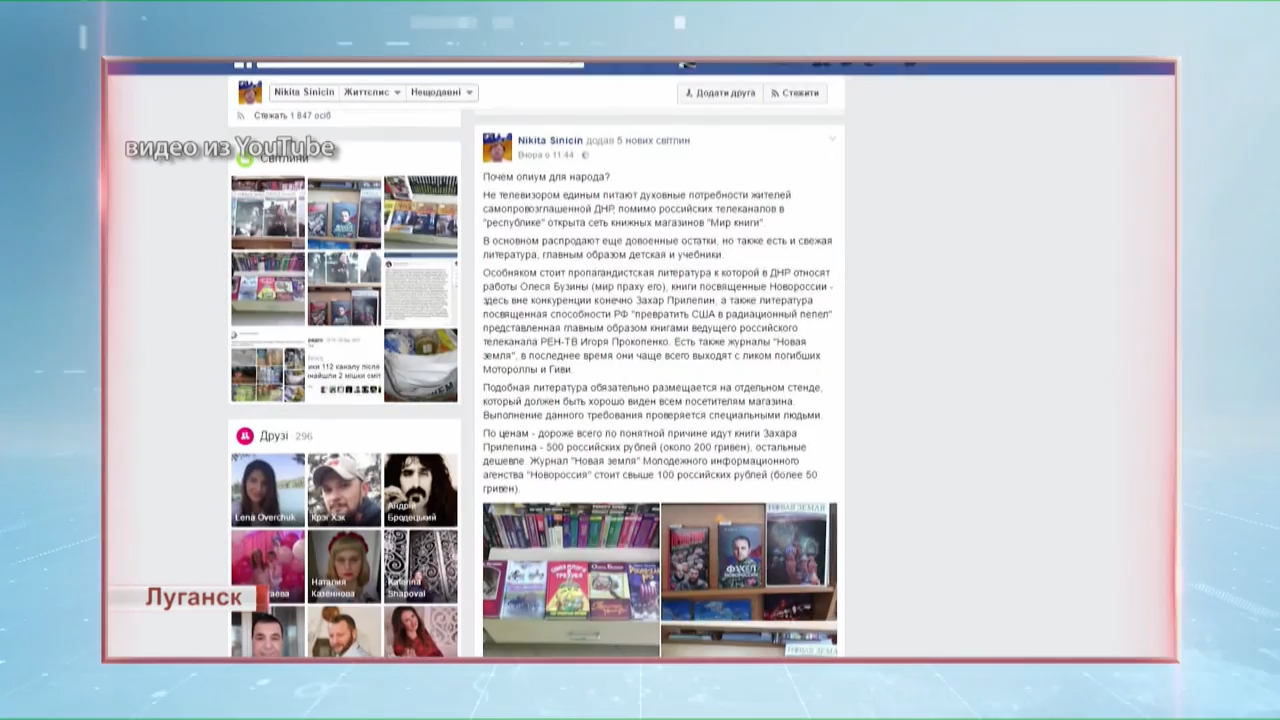 Nikita Sinicin Життєпис Нещодавні
Додати друга Стежити
Стежать 1 847 осіб
видео из YouTube
Світлини
Друзі 296
Lena Overchuk
Крэг Хэк
Андрій
Бродецький
Наталия
Казённова
Katerina
Shapoval
Луганск
Nikita Sinicin додав 5 нових світлин
Вчора о 11:44
Почем опиум для народа?
Не телевизором единым питают духовные потребности жителей
самопровозглашенной ДНР, помимо российских телеканалов в
"республике" открыта сеть книжных магазинов "Мир книги".
В основном распродают еще довоенные остатки, но также есть и свежая
литература, главным образом детская и учебники.
Особняком стоит пропагандистская литература к которой в ДНР относят
работы Олеся Бузины (мир праху его), книги посвященные Новороссии -
здесь вне конкуренции конечно Захар Прилепин, а также литература
посвященная способности РФ "превратить США в радиационный пепел"
представленная главным образом книгами ведущего российского
телеканала РЕН-ТВ Игоря Прокопенко. Есть также журналы "Новая
земля", в последнее время они чаще всего выходят с ликом погибших
Мотороллы и Гиви.
Подобная литература обязательно размещается на отдельном стенде,
который должен быть хорошо виден всем посетителям магазина.
Выполнение данного требования проверяется специальными людьми.
По ценам - дороже всего по понятной причине идут книги Захара
Прилепина - 500 российских рублей (около 200 гривен), остальные
дешевле. Журнал "Новая земля" Молодежного информационного
агенства "Новороссия" стоит свыше 100 российских рублей (более 50
гривен).
НОВАЯ ЗЕМЛЯ